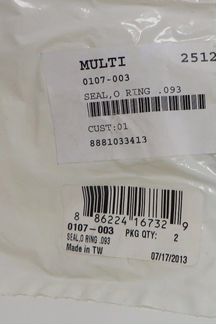 MULTI 2512
0107-003
SEAL,O RING .093
CUST:01
8881033413
8 86224 16732 9
0107-003 PKG QTY: 2
SEAL,O RING .093
Made in TW
07/17/2013